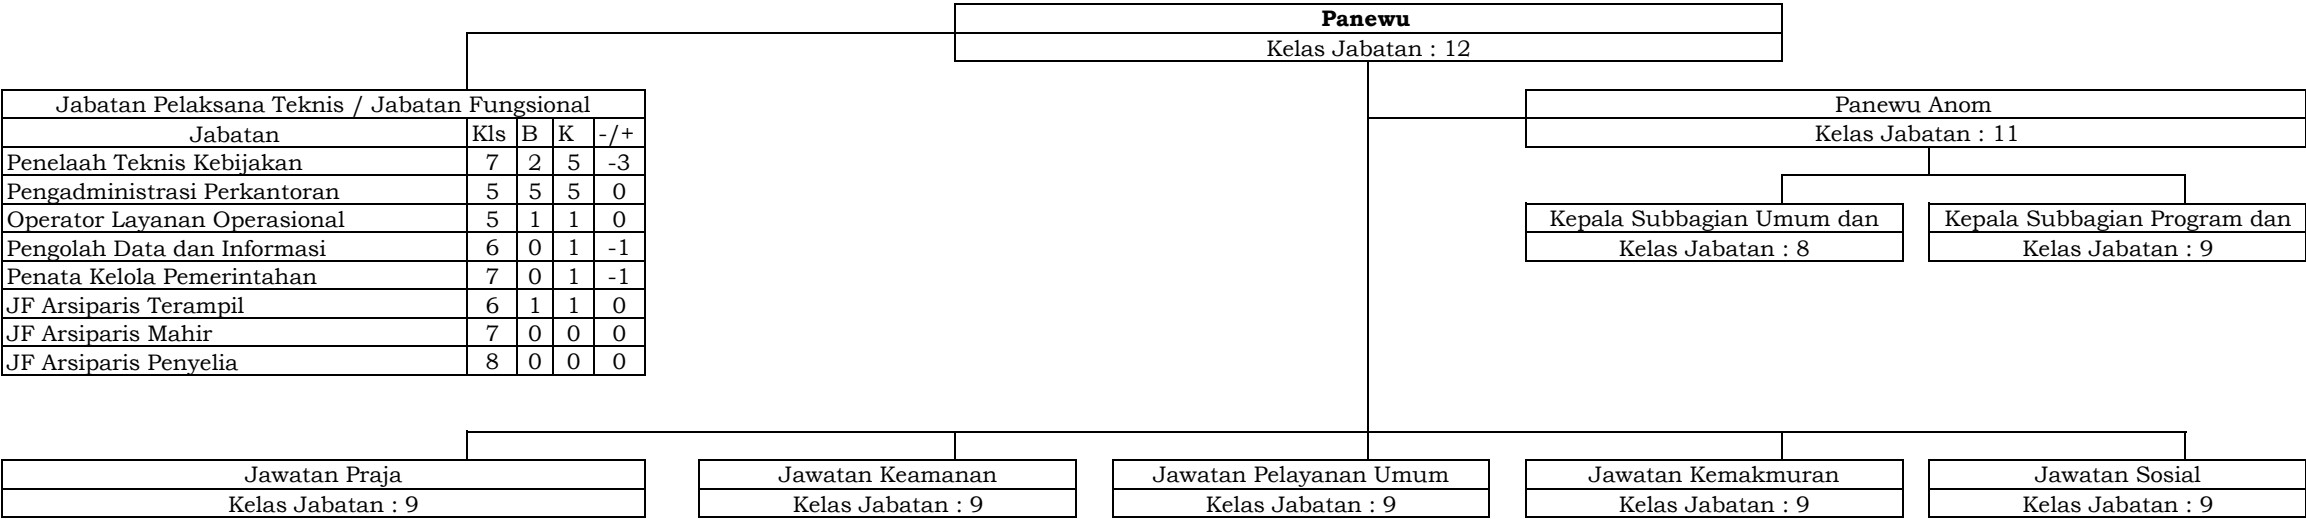 Panewu
Kelas Jabatan : 12
Jabatan Pelaksana Teknis / Jabatan Fungsional
Jabatan Kls B K -/+
Penelaah Teknis Kebijakan 7 2 5 -3
Pengadministrasi Perkantoran 5 5 5 0
Operator Layanan Operasional 5 1 1 0
Pengolah Data dan Informasi 6 0 1 -1
Penata Kelola Pemerintahan 7 0 1 -1
JF Arsiparis Terampil 6 1 1 0
JF Arsiparis Mahir 7 0 0 0
JF Arsiparis Penyelia 8 0 0 0
Panewu Anom
Kelas Jabatan : 11
Kepala Subbagian Umum dan
Kelas Jabatan : 8
Kepala Subbagian Program dan
Kelas Jabatan : 9
Jawatan Praja
Kelas Jabatan : 9
Jawatan Keamanan
Kelas Jabatan : 9
Jawatan Pelayanan Umum
Kelas Jabatan : 9
Jawatan Kemakmuran
Kelas Jabatan : 9
Jawatan Sosial
Kelas Jabatan : 9